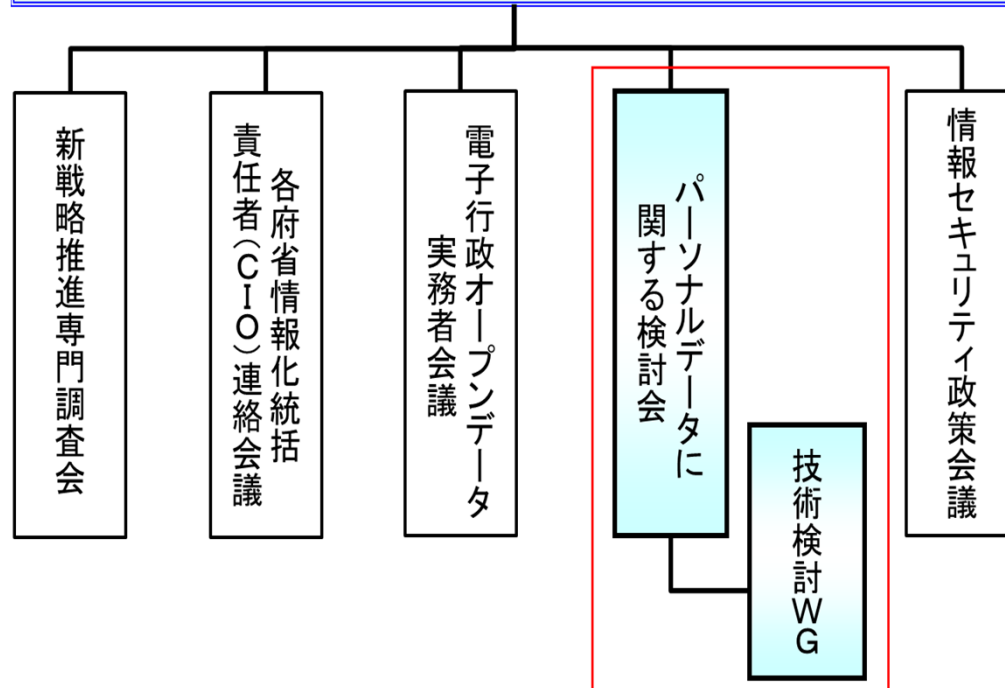 新戦略推進専門調査会
各府省情報化統括
責任者(CIO)連絡会議
電子行政オープンデータ
実務者会議
パーソナルデータに
関する検討会
技術検討WG
情報セキュリティ政策会議